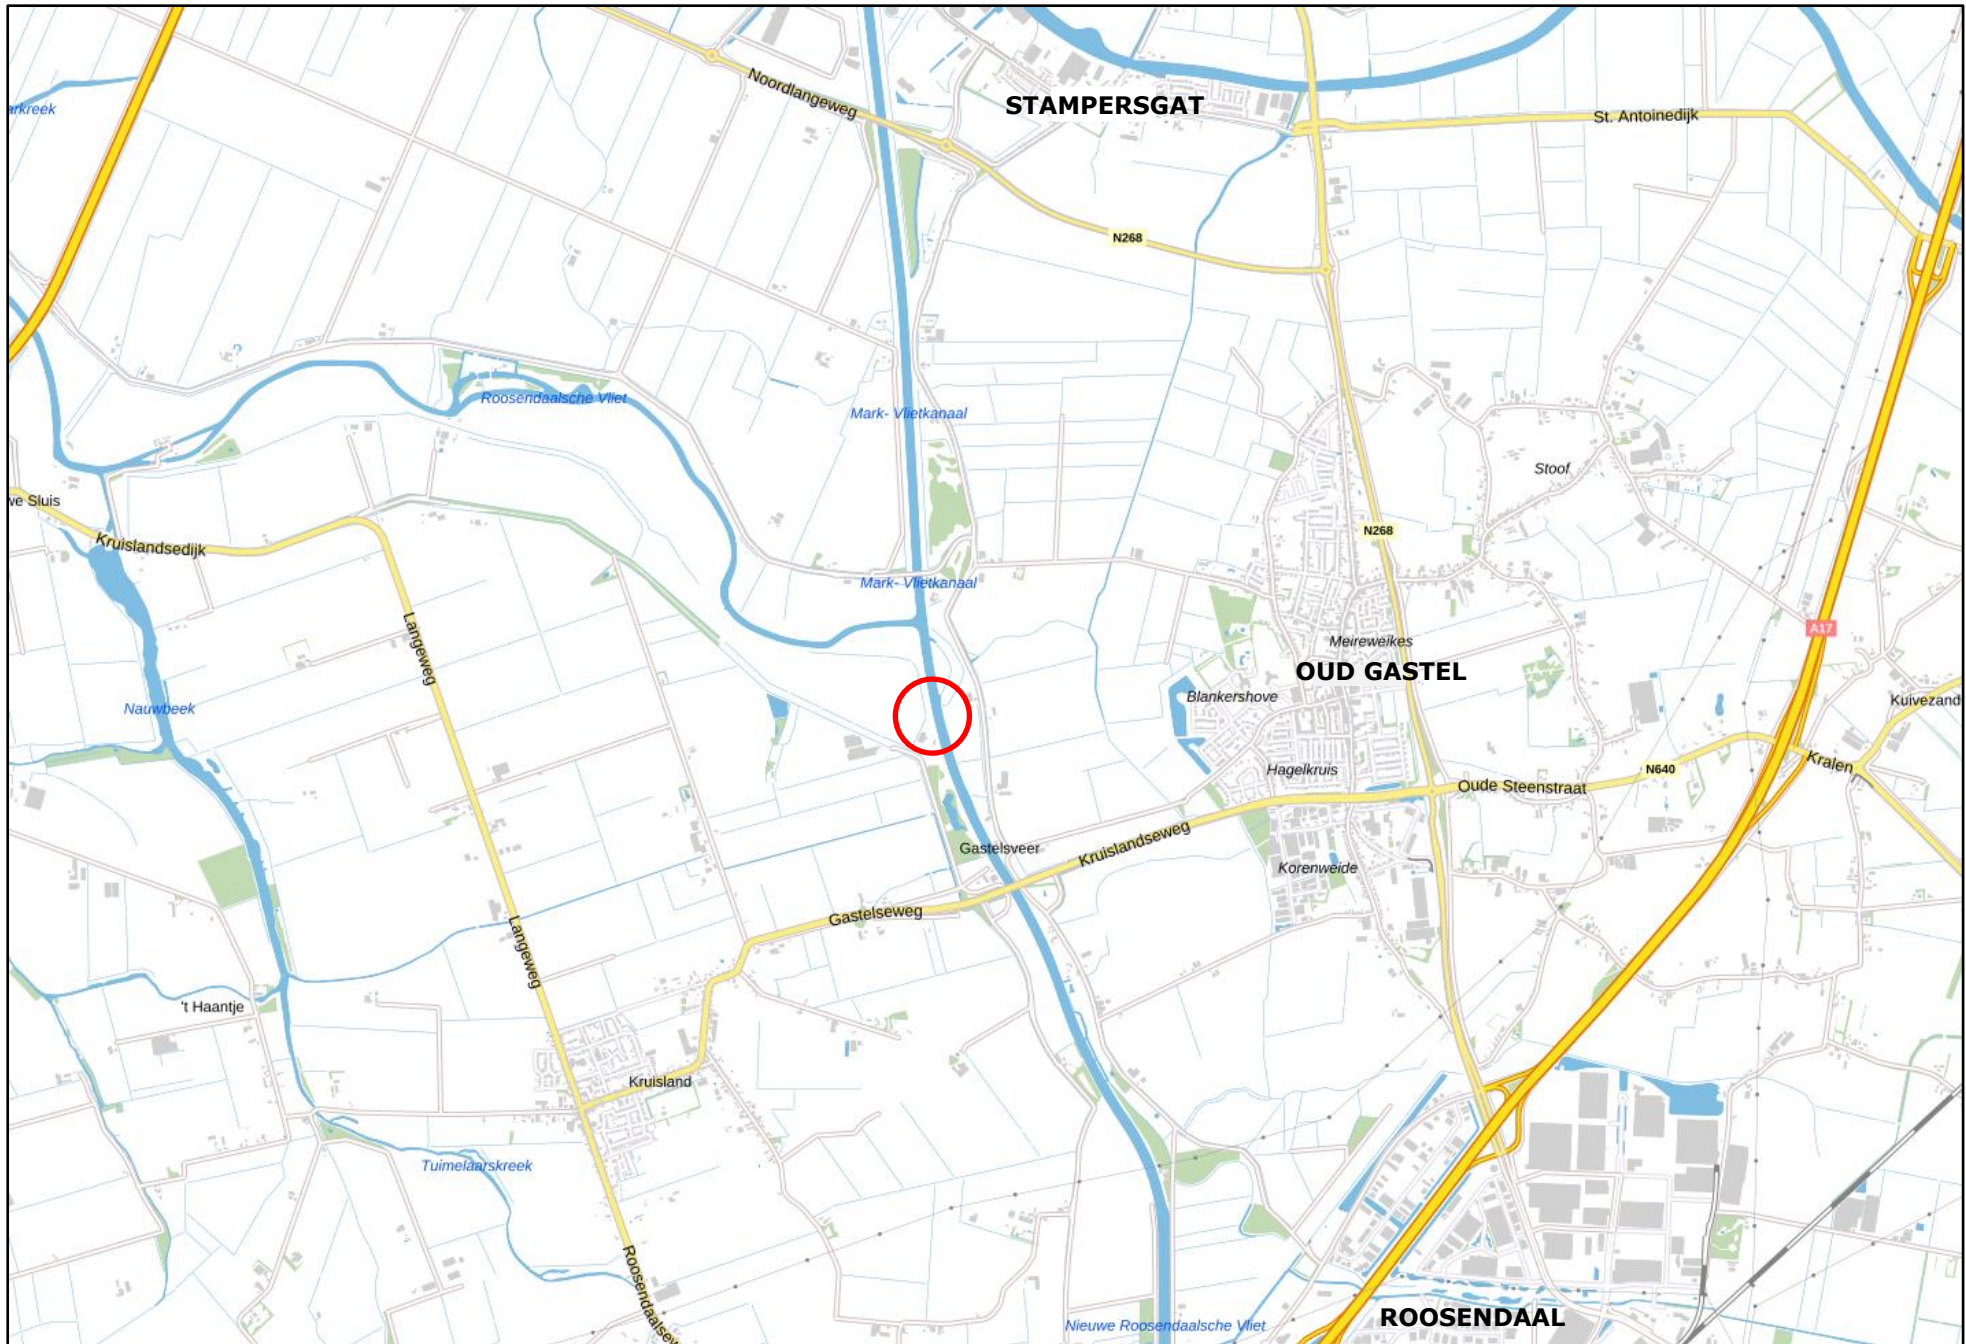 Noordlangeweg
STAMPERSGAT
arkreek
St. Antoinedijk
N268
Roosendaalsche Vliet
Mark- Vlietkanaal
Stoof
we Sluis
N268
Kruislandsedijk
Mark- Vlietkanaal
Langeweg
Meireweikes
A17
OUD GASTEL
Blankershove
Kuivezand
Nauwbeek
Hagelkruis
N640
Kralen
Oude Steenstraat
Gastelsveer
Kruislandseweg
Korenweide
Gastelseweg
Langeweg
't Haantje
Kruisland
Tuimelaarskreek
Roosendaalsew
Nieuwe Roosendaalsche Vliet
ROOSENDAAL